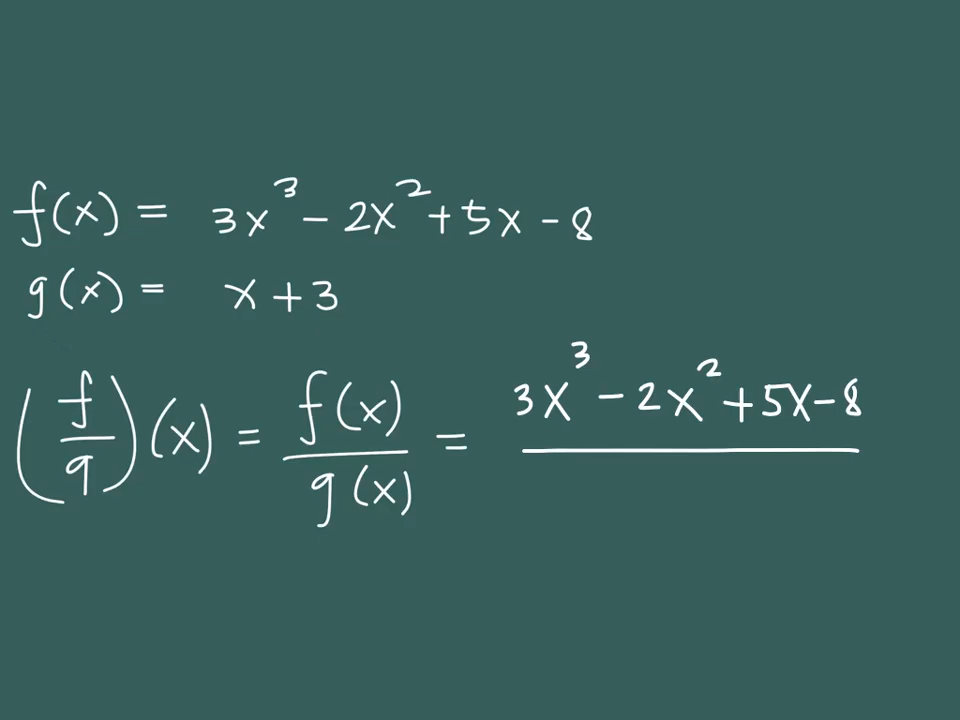 f(x) = 3x³ - 2x² + 5x - 8
g(x) = x + 3
(f/g)(x) = f(x)/g(x) = 3x³ - 2x² + 5x - 8